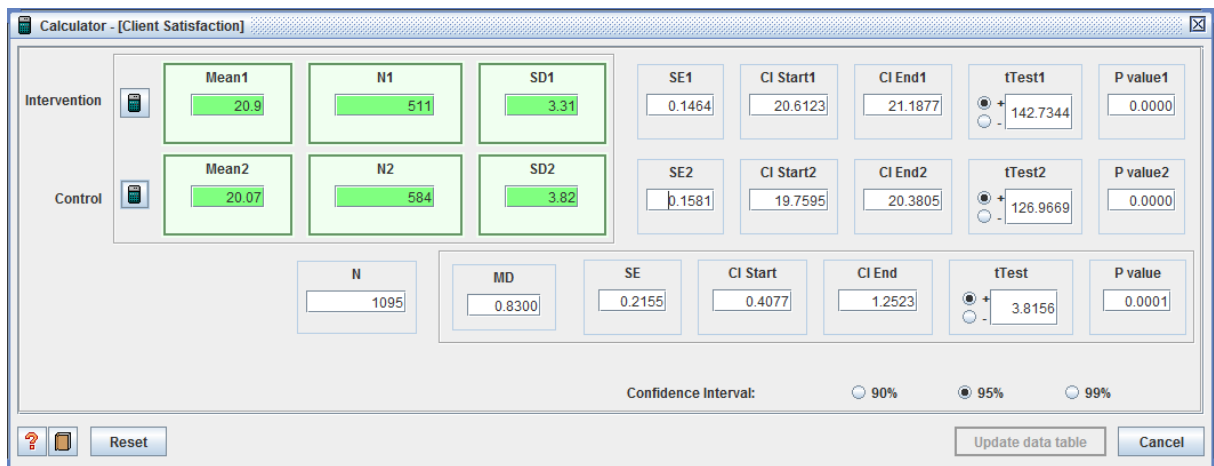 Calculator - [Client Satisfaction]
Mean1 N1 SD1 SE1 CI Start1 CI End1 tTest1 P value1
Intervention 20.9 511 3.31 0.1464 20.6123 21.1877 + - 142.7344 0.0000
Mean2 N2 SD2 SE2 CI Start2 CI End2 tTest2 P value2
Control 20.07 584 3.82 0.1581 19.7595 20.3805 + - 126.9669 0.0000
N MD SE CI Start CI End tTest P value
1095 0.8300 0.2155 0.4077 1.2523 + - 3.8156 0.0001
Confidence Interval: 90% 95% 99%
? Reset Update data table Cancel